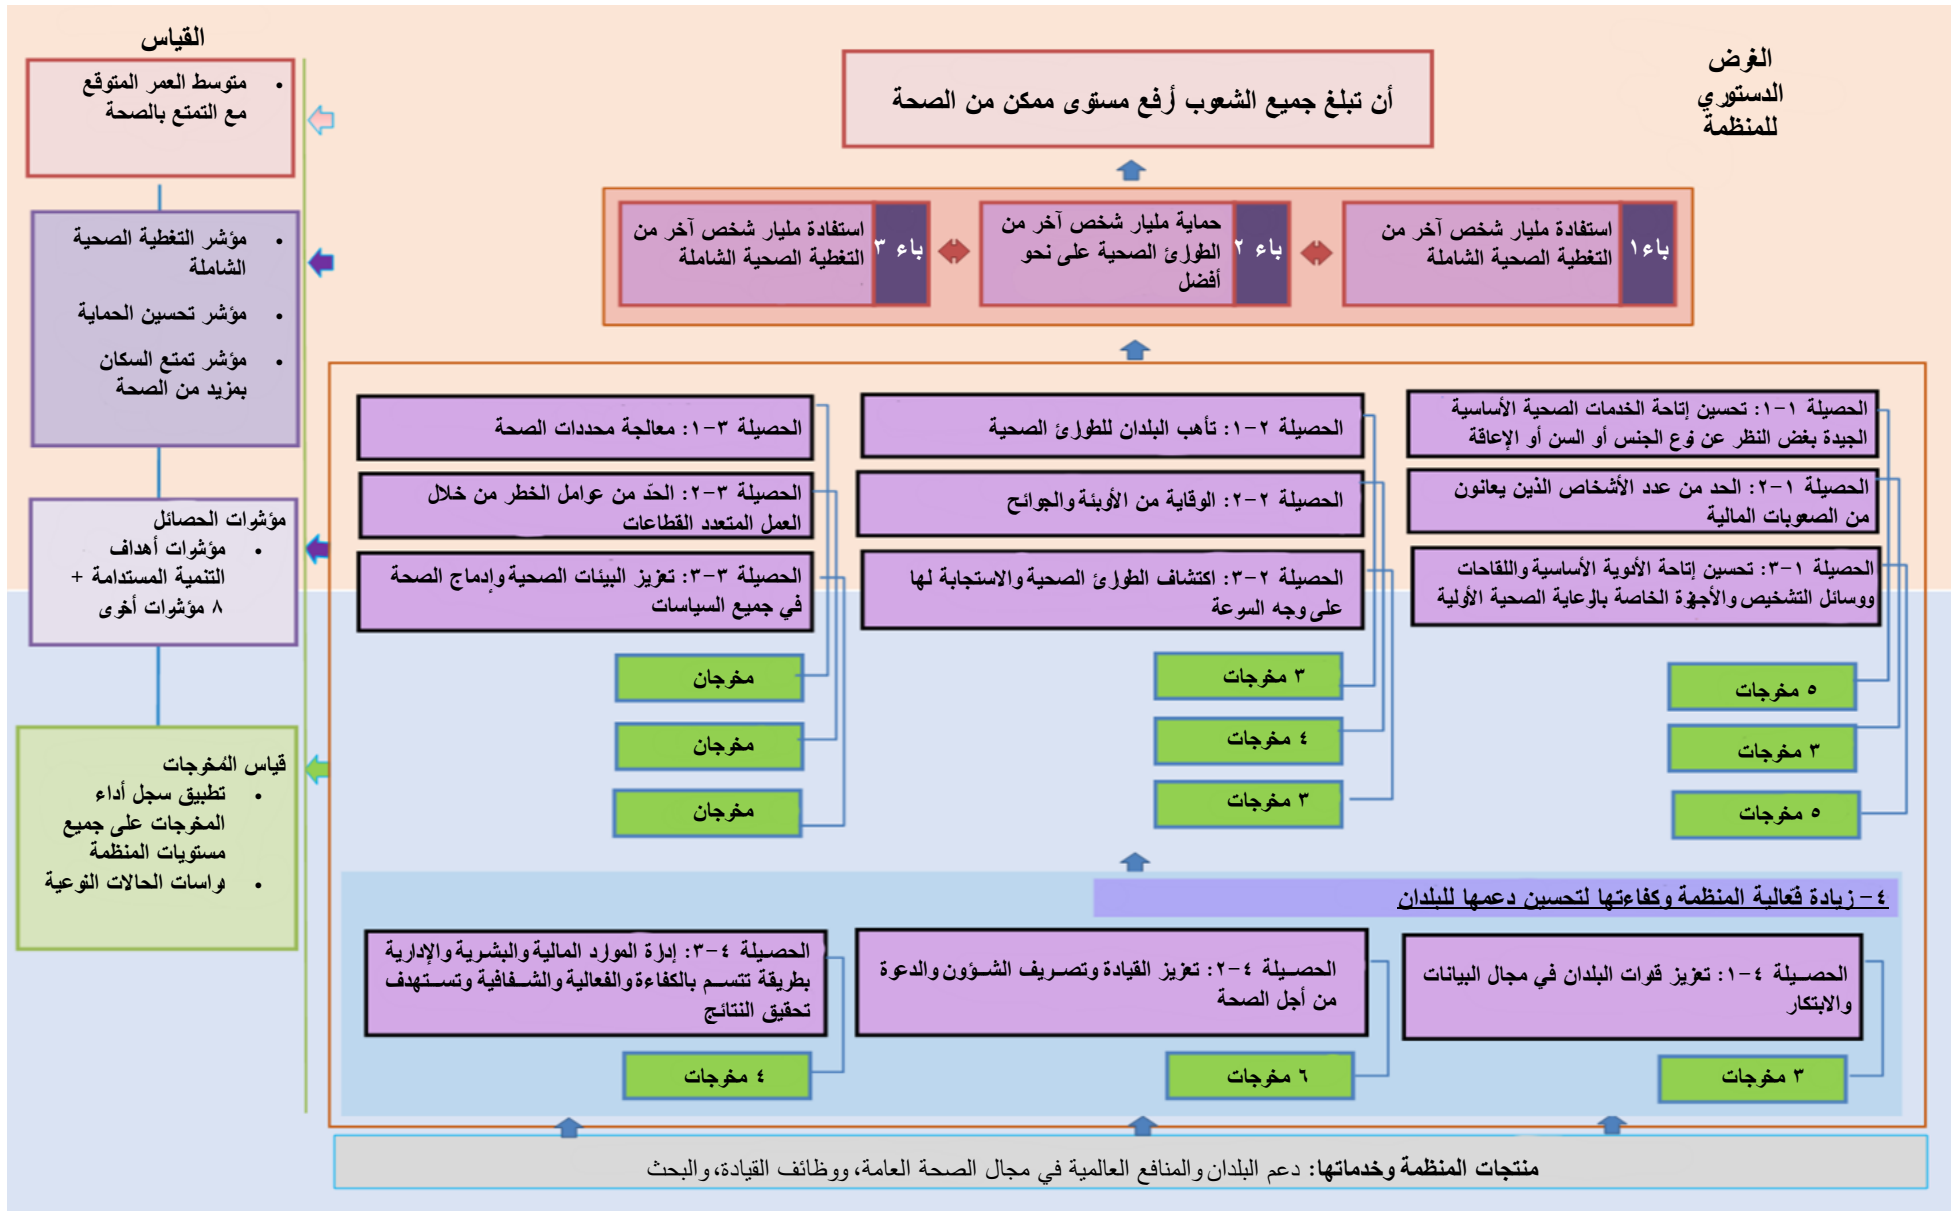 الغرض
الدستوري
للمنظمة
أن تبلغ جميع الشعوب أرفع مستوى ممكن من الصحة
باء ١
استفادة مليار شخص آخر من
التغطية الصحية الشاملة
باء ٢
حماية مليار شخص آخر من
الطوارئ الصحية على نحو
أفضل
باء ٣
استفادة مليار شخص آخر من
التغطية الصحية الشاملة
الحصيلة ١-١: تحسين إتاحة الخدمات الصحية الأساسية
الجيدة بغض النظر عن نوع الجنس أو السن أو الإعاقة
الحصيلة ١-٢: الحد من عدد الأشخاص الذين يعانون
من الصعوبات المالية
الحصيلة ١-٣: تحسين إتاحة الأدوية الأساسية واللقاحات
ووسائل التشخيص والأجهزة الخاصة بالرعاية الصحية الأولية
٥ مخرجات
٣ مخرجات
٥ مخرجات
الحصيلة ٢-١: تأهب البلدان للطوارئ الصحية
الحصيلة ٢-٢: الوقاية من الأوبئة والجوائح
الحصيلة ٢-٣: اكتشاف الطوارئ الصحية والاستجابة لها
على وجه السرعة
٣ مخرجات
٤ مخرجات
٣ مخرجات
الحصيلة ٣-١: معالجة محددات الصحة
الحصيلة ٣-٢: الحدّ من عوامل الخطر من خلال
العمل المتعدد القطاعات
الحصيلة ٣-٣: تعزيز البيئات الصحية وإدماج الصحة
في جميع السياسات
مخرجان
مخرجان
مخرجان
٤- زيادة فعّالية المنظمة وكفاءتها لتحسين دعمها للبلدان
الحصيلة ٤-١: تعزيز قوات البلدان في مجال البيانات
والابتكار
٣ مخرجات
الحصيلة ٤-٢: تعزيز القيادة وتصريف الشؤون والدعوة
من أجل الصحة
٦ مخرجات
الحصيلة ٤-٣: إدارة الموارد المالية والبشرية والإدارية
بطريقة تتسم بالكفاءة والفعالية والشفافية وتستهدف
تحقيق النتائج
٤ مخرجات
منتجات المنظمة وخدماتها: دعم البلدان والمنافع العالمية في مجال الصحة العامة، ووظائف القيادة، والبحث
القياس
• متوسط العمر المتوقع
مع التمتع بالصحة
• مؤشر التغطية الصحية
الشاملة
• مؤشر تحسين الحماية
• مؤشر تمتع السكان
بمزيد من الصحة
مؤشرات الحصائل
• مؤشرات أهداف
التنمية المستدامة +
٨ مؤشرات أخرى
قياس المُخرجات
• تطبيق سجل أداء
المخرجات على جميع
مستويات المنظمة
• دراسات الحالات النوعية